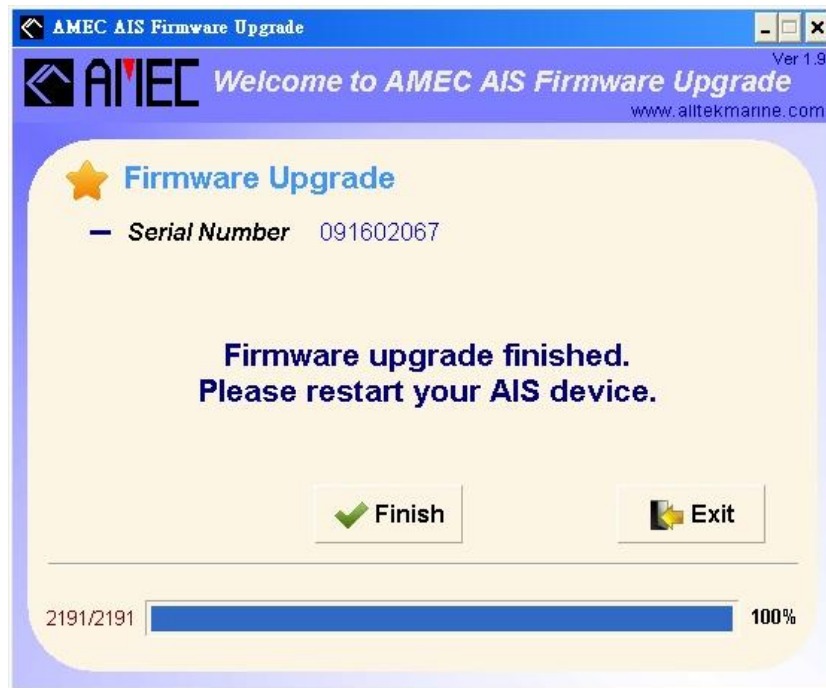 AMEC AIS Firmware Upgrade
Ver 1.9
AMEC Welcome to AMEC AIS Firmware Upgrade
www.alltekmarine.com
Firmware Upgrade
Serial Number 091602067
Firmware upgrade finished.
Please restart your AIS device.
Finish Exit
2191/2191 100%